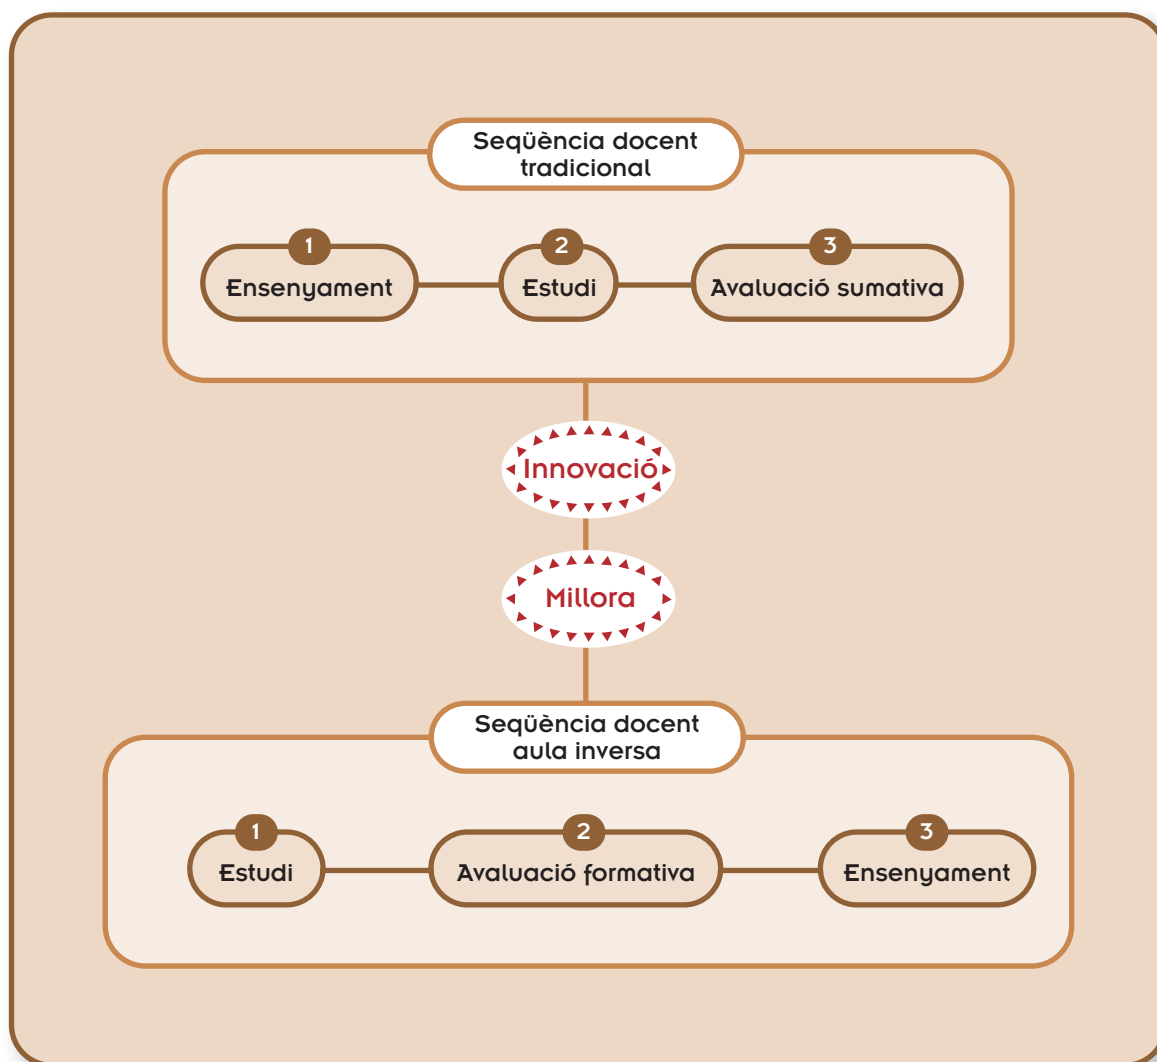 Seqüència docent
tradicional
1
Ensenyament
2
Estudi
3
Avaluació sumativa
Innovació
Millora
Seqüència docent
aula inversa
1
Estudi
2
Avaluació formativa
3
Ensenyament